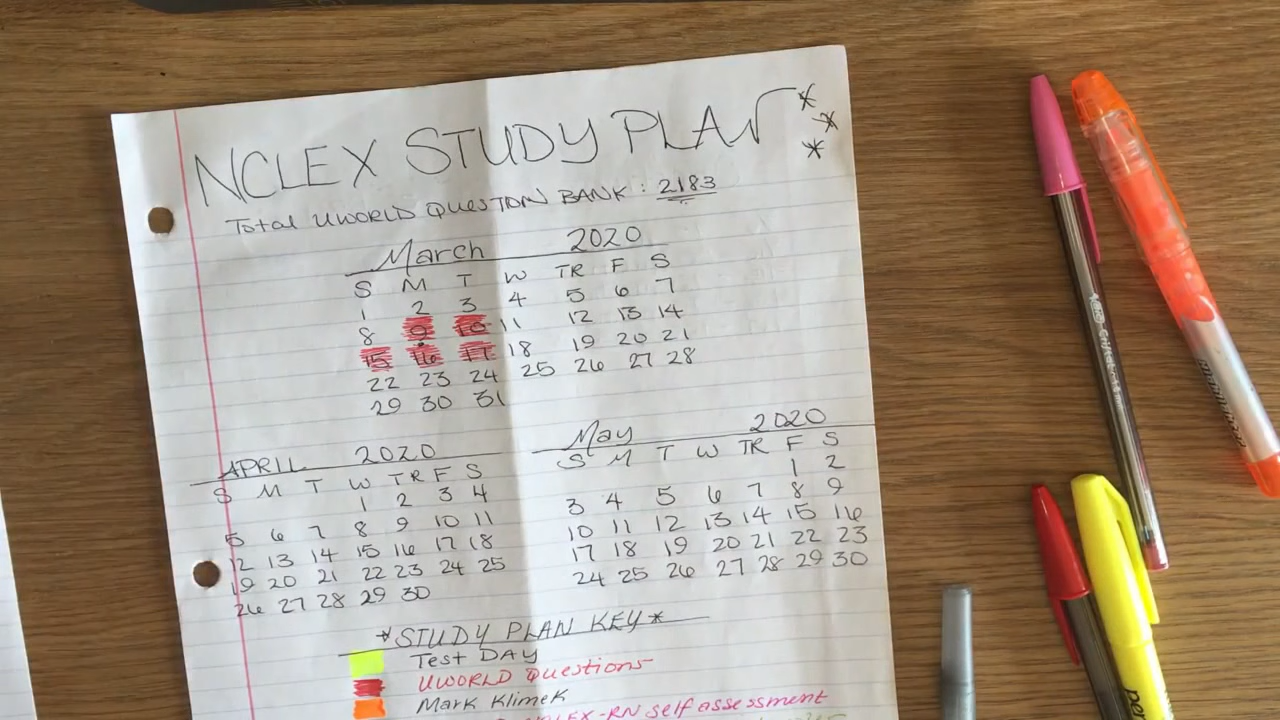 NCLEX STUDY PLAN ***
Total UWORLD QUESTION BANK : 2183
March 2020
S M T W TR F S
1 2 3 4 5 6 7
8 9 10 11 12 13 14
15 16 17 18 19 20 21
22 23 24 25 26 27 28
29 30 31
APRIL 2020
S M T W TR F S
1 2 3 4
5 6 7 8 9 10 11
12 13 14 15 16 17 18
19 20 21 22 23 24 25
26 27 28 29 30
May 2020
S M T W TR F S
1 2
3 4 5 6 7 8 9
10 11 12 13 14 15 16
17 18 19 20 21 22 23
24 25 26 27 28 29 30
*STUDY PLAN KEY*
Test DAY
UWORLD Questions
Mark Klimek
NCLEX-RN self assessment